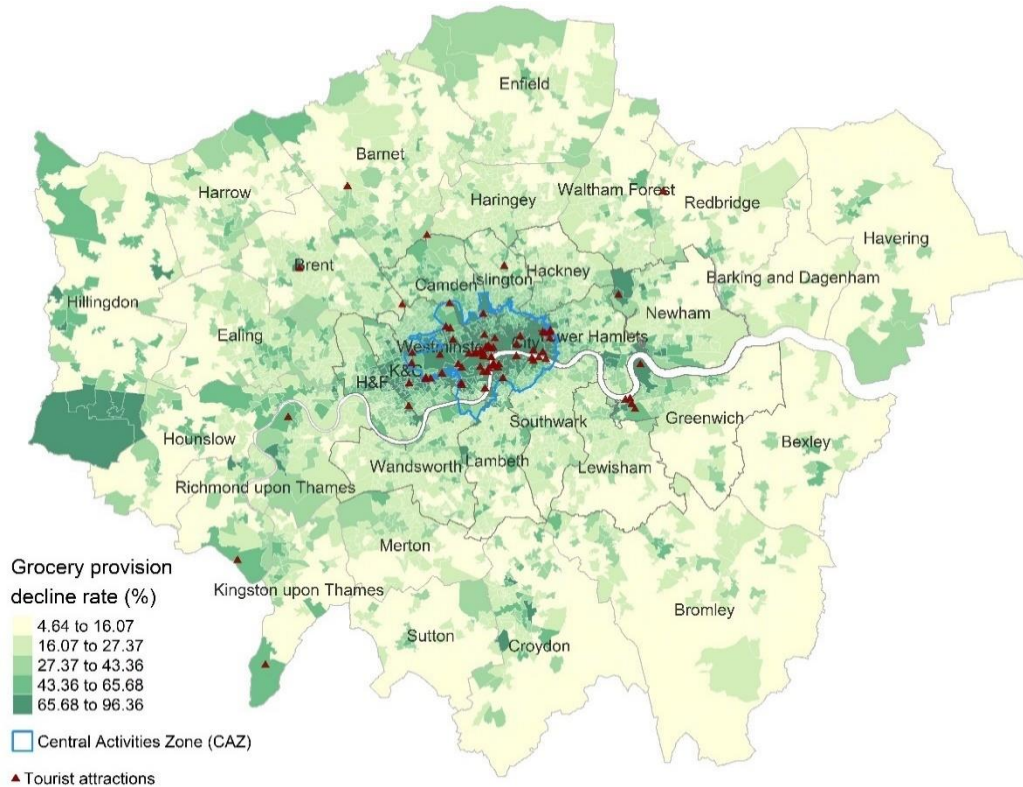 Enfield
Barnet
Harrow
Haringey
Waltham Forest
Redbridge
Havering
Brent
Camden
Islington
Hackney
Barking and Dagenham
Hillingdon
Ealing
Newham
Westminster
City
Tower Hamlets
K&C
H&F
Hounslow
Southwark
Greenwich
Bexley
Wandsworth
Lambeth
Lewisham
Richmond upon Thames
Merton
Kingston upon Thames
Bromley
Sutton
Croydon
Grocery provision
decline rate (%)
4.64 to 16.07
16.07 to 27.37
27.37 to 43.36
43.36 to 65.68
65.68 to 96.36
Central Activities Zone (CAZ)
Tourist attractions